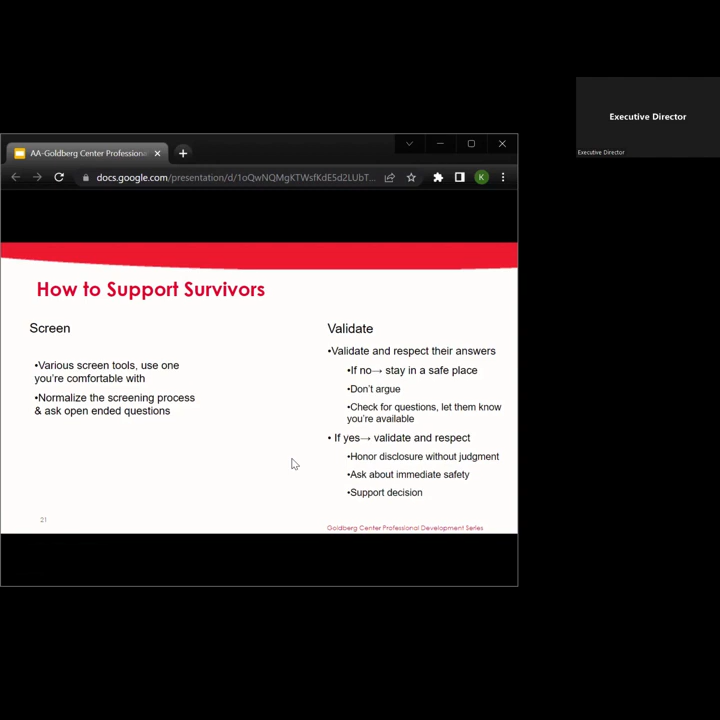 Executive Director
Executive Director
AA-Goldberg Center Professiona
docs.google.com/presentation/d/1oQwNQMgKTWsfKdE5d2LUbT...
K
How to Support Survivors
Screen
•Various screen tools, use one
you're comfortable with
•Normalize the screening process
& ask open ended questions
Validate
•Validate and respect their answers
•If no→ stay in a safe place
•Don't argue
•Check for questions, let them know
you're available
• If yes→ validate and respect
•Honor disclosure without judgment
•Ask about immediate safety
•Support decision
21
Goldberg Center Professional Development Series